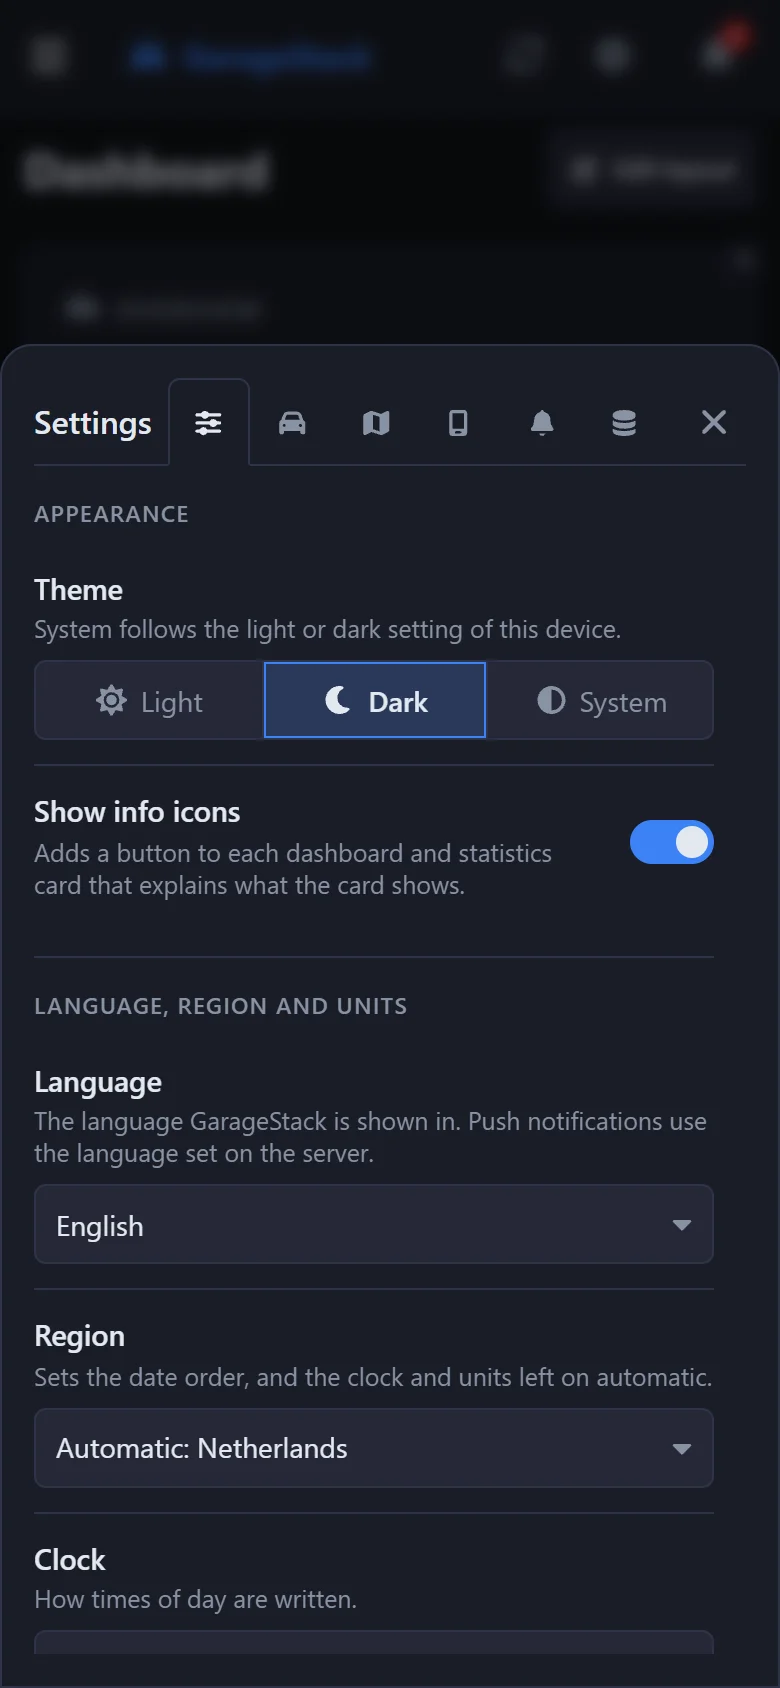 GarageStack
Dashboard
Settings
APPEARANCE
Theme
System follows the light or dark setting of this device.
Light
Dark
System
Show info icons
Adds a button to each dashboard and statistics
card that explains what the card shows.
LANGUAGE, REGION AND UNITS
Language
The language GarageStack is shown in. Push notifications use
the language set on the server.
English
Region
Sets the date order, and the clock and units left on automatic.
Automatic: Netherlands
Clock
How times of day are written.